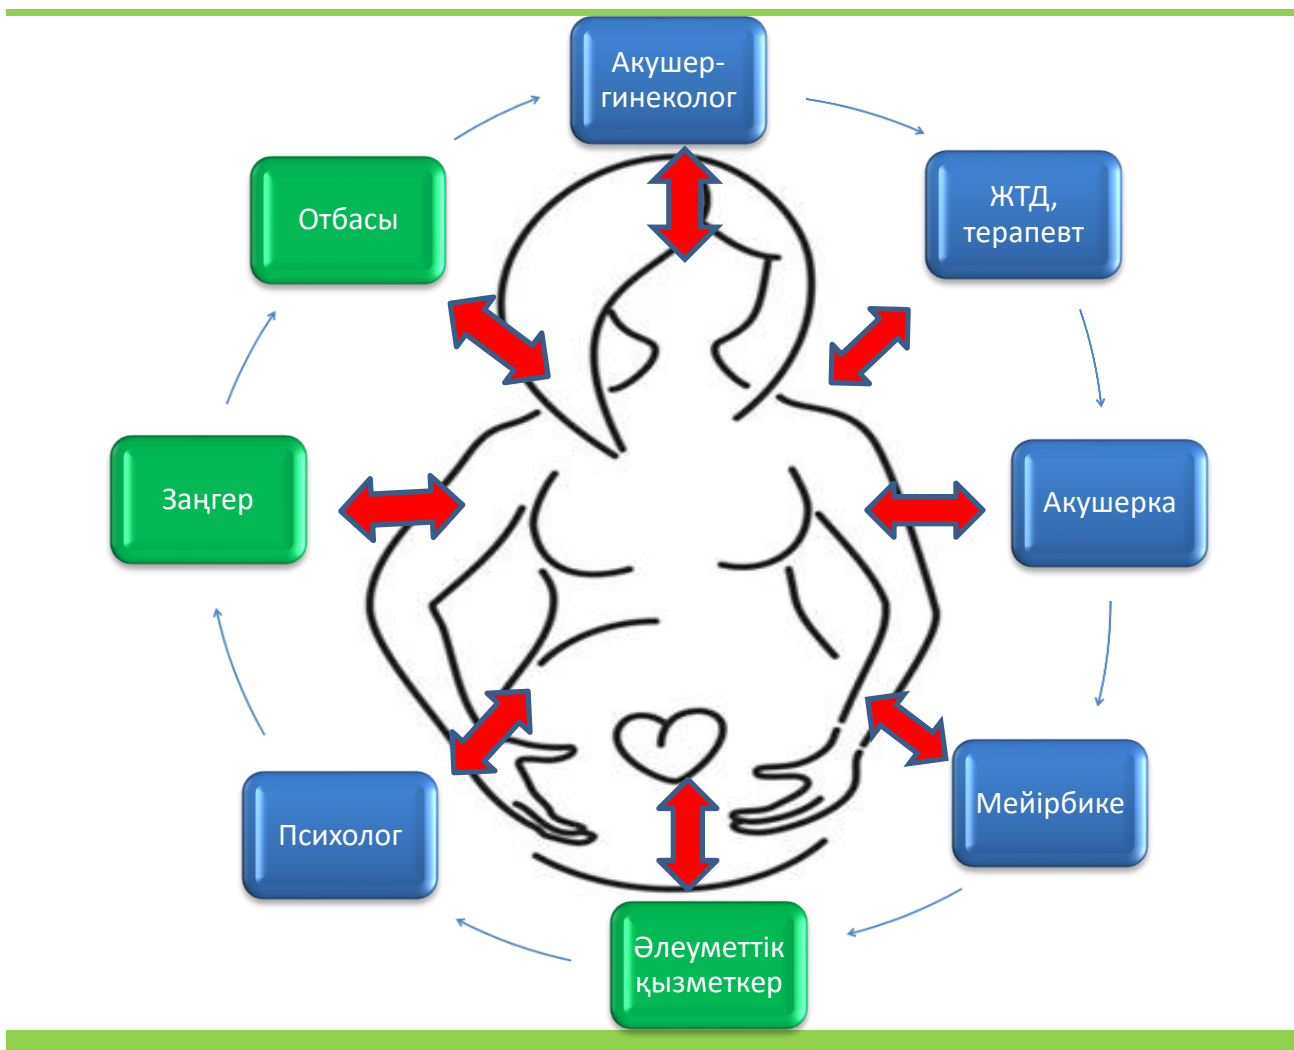 Акушер-
гинеколог
ЖТД,
терапевт
Акушерка
Мейірбике
Әлеуметтік
қызметкер
Психолог
Заңгер
Отбасы